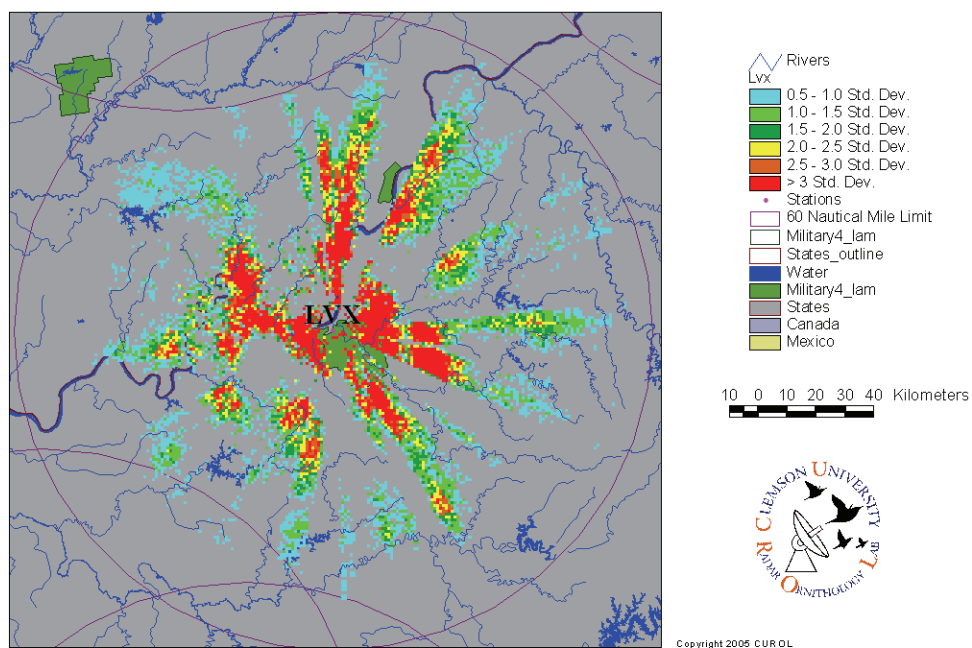 LVX
Rivers
Lvx
0.5 - 1.0 Std. Dev.
1.0 - 1.5 Std. Dev.
1.5 - 2.0 Std. Dev.
2.0 - 2.5 Std. Dev.
2.5 - 3.0 Std. Dev.
> 3 Std. Dev.
Stations
60 Nautical Mile Limit
Military4_lam
States_outline
Water
Military4_lam
States
Canada
Mexico
10 0 10 20 30 40 Kilometers
CLEMSON UNIVERSITY
RADAR ORNITHOLOGY LAB
Copyright 2005 CUROL